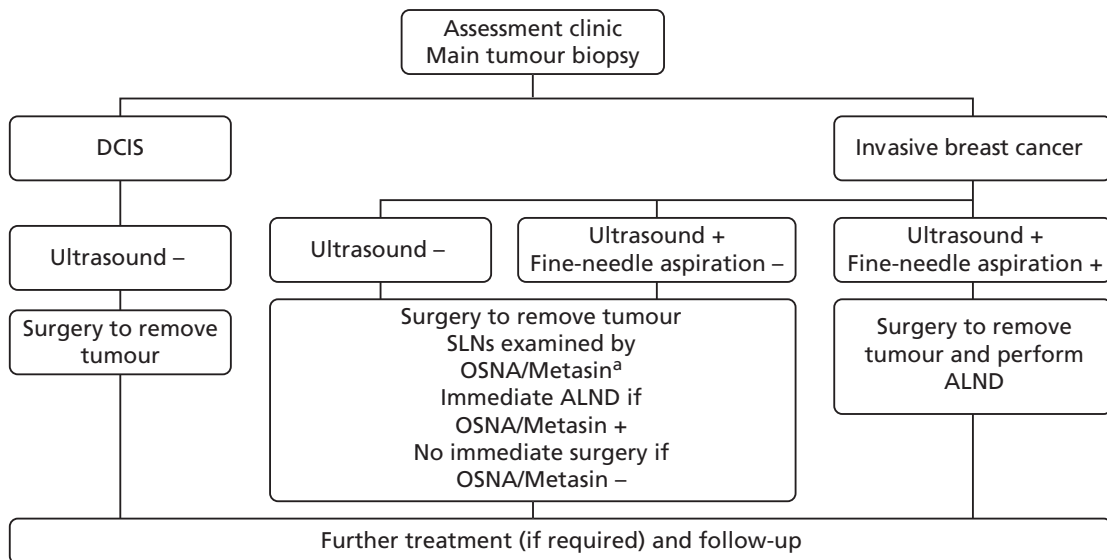 Assessment clinic
Main tumour biopsy
DCIS
Invasive breast cancer
Ultrasound –
Ultrasound –
Ultrasound +
Fine-needle aspiration –
Ultrasound +
Fine-needle aspiration +
Surgery to remove
tumour
Surgery to remove tumour
SLNs examined by
OSNA/Metasinᵃ
Immediate ALND if
OSNA/Metasin +
No immediate surgery if
OSNA/Metasin –
Surgery to remove
tumour and perform
ALND
Further treatment (if required) and follow-up